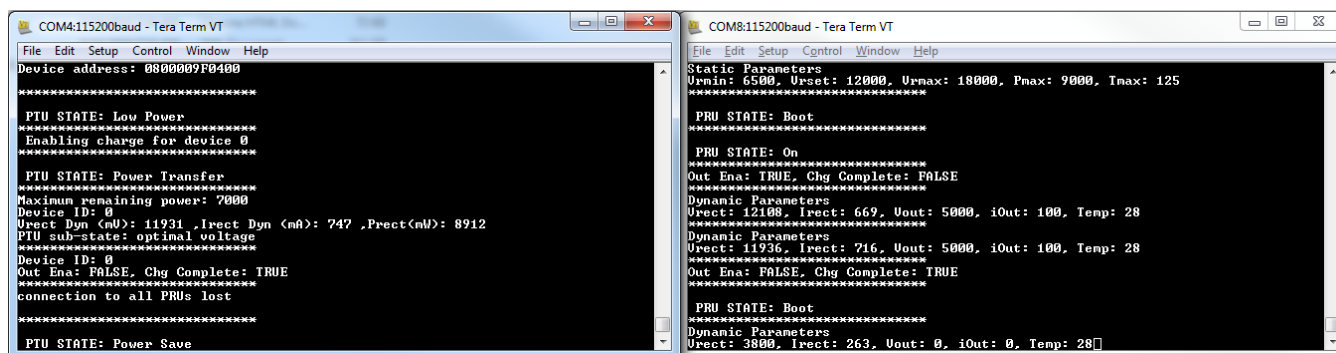 COM4:115200baud - Tera Term VT
File Edit Setup Control Window Help
Device address: 0800009F0400
******************************
PTU STATE: Low Power
******************************
Enabling charge for device 0
******************************
PTU STATE: Power Transfer
******************************
Maximum remaining power: 7000
Device ID: 0
Vrect Dyn (mV): 11931 ,Irect Dyn (mA): 747 ,Prect(mW): 8912
PTU sub-state: optimal voltage
******************************
Device ID: 0
Out Ena: FALSE, Chg Complete: TRUE
******************************
connection to all PRUs lost
******************************
PTU STATE: Power Save
COM8:115200baud - Tera Term VT
File Edit Setup Control Window Help
Static Parameters
Vrmin: 6500, Vrset: 12000, Vrmax: 18000, Pmax: 9000, Tmax: 125
******************************
PRU STATE: Boot
******************************
PRU STATE: On
******************************
Out Ena: TRUE, Chg Complete: FALSE
******************************
Dynamic Parameters
Vrect: 12108, Irect: 669, Vout: 5000, iOut: 100, Temp: 28
******************************
Dynamic Parameters
Vrect: 11936, Irect: 716, Vout: 5000, iOut: 100, Temp: 28
******************************
Out Ena: FALSE, Chg Complete: TRUE
******************************
PRU STATE: Boot
******************************
Dynamic Parameters
Vrect: 3800, Irect: 263, Vout: 0, iOut: 0, Temp: 28